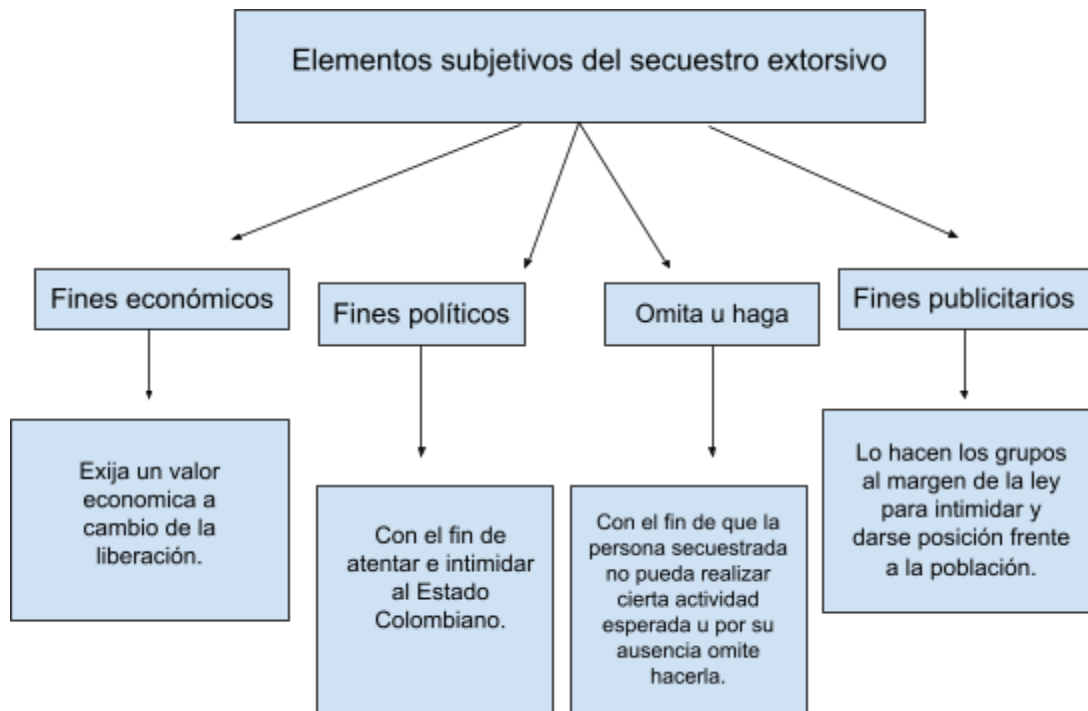 Elementos subjetivos del secuestro extorsivo
Fines económicos
Fines políticos
Omita u haga
Fines publicitarios
Exija un valor
economica a
cambio de la
liberación.
Con el fin de
atentar e intimidar
al Estado
Colombiano.
Con el fin de que la
persona secuestrada
no pueda realizar
cierta actividad
esperada u por su
ausencia omite
hacerla.
Lo hacen los grupos
al margen de la ley
para intimidar y
darse posición frente
a la población.